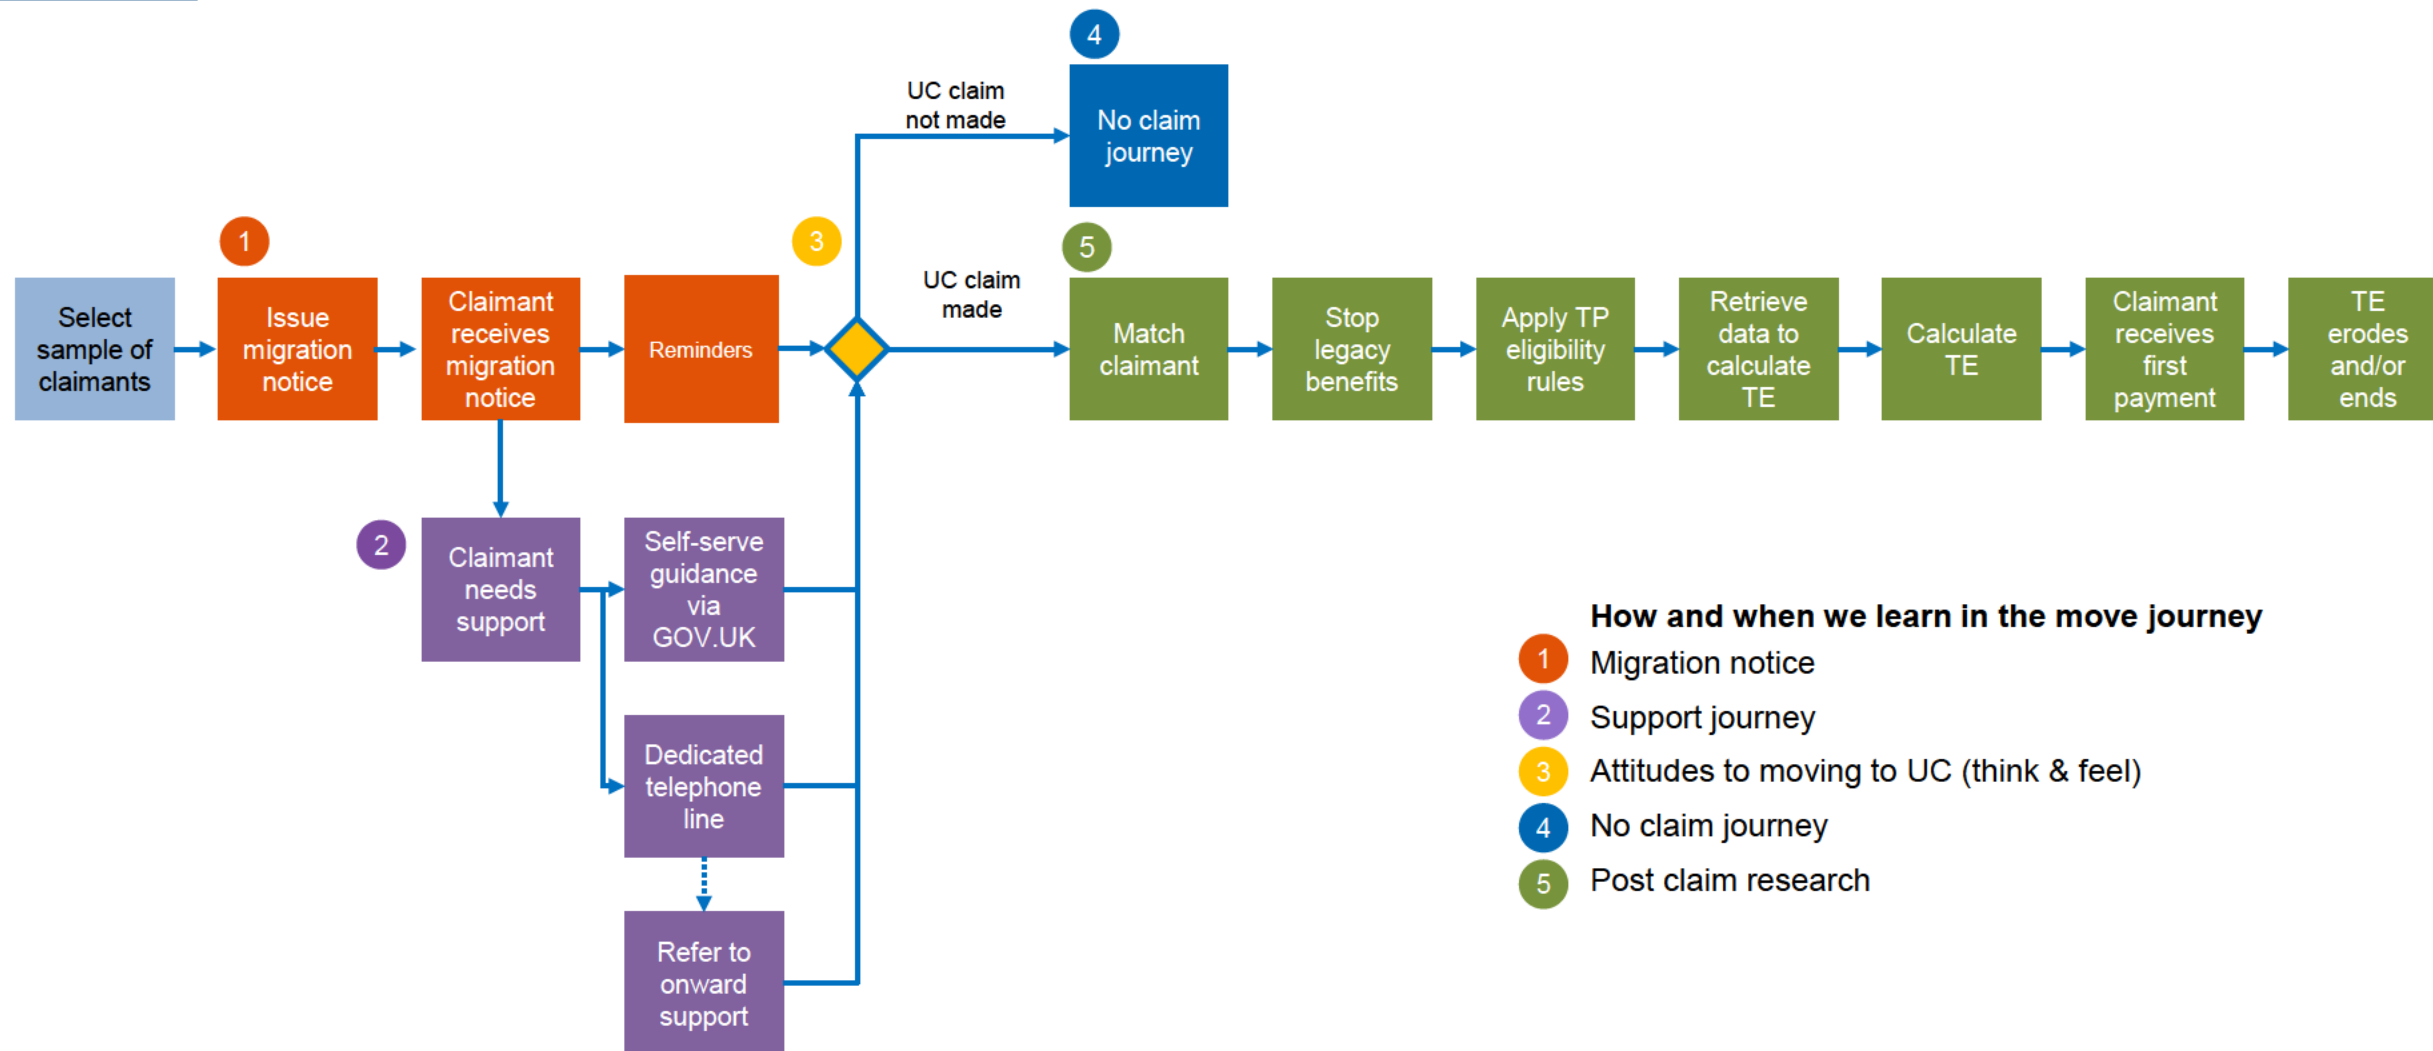 4
UC claim
not made
No claim
journey
1
3
5
UC claim
made
Select
sample of
claimants
Issue
migration
notice
Claimant
receives
migration
notice
Reminders
Match
claimant
Stop
legacy
benefits
Apply TP
eligibility
rules
Retrieve
data to
calculate
TE
Calculate
TE
Claimant
receives
first
payment
TE
erodes
and/or
ends
2
Claimant
needs
support
Self-serve
guidance
via
GOV.UK
Dedicated
telephone
line
Refer to
onward
support
How and when we learn in the move journey
1 Migration notice
2 Support journey
3 Attitudes to moving to UC (think & feel)
4 No claim journey
5 Post claim research